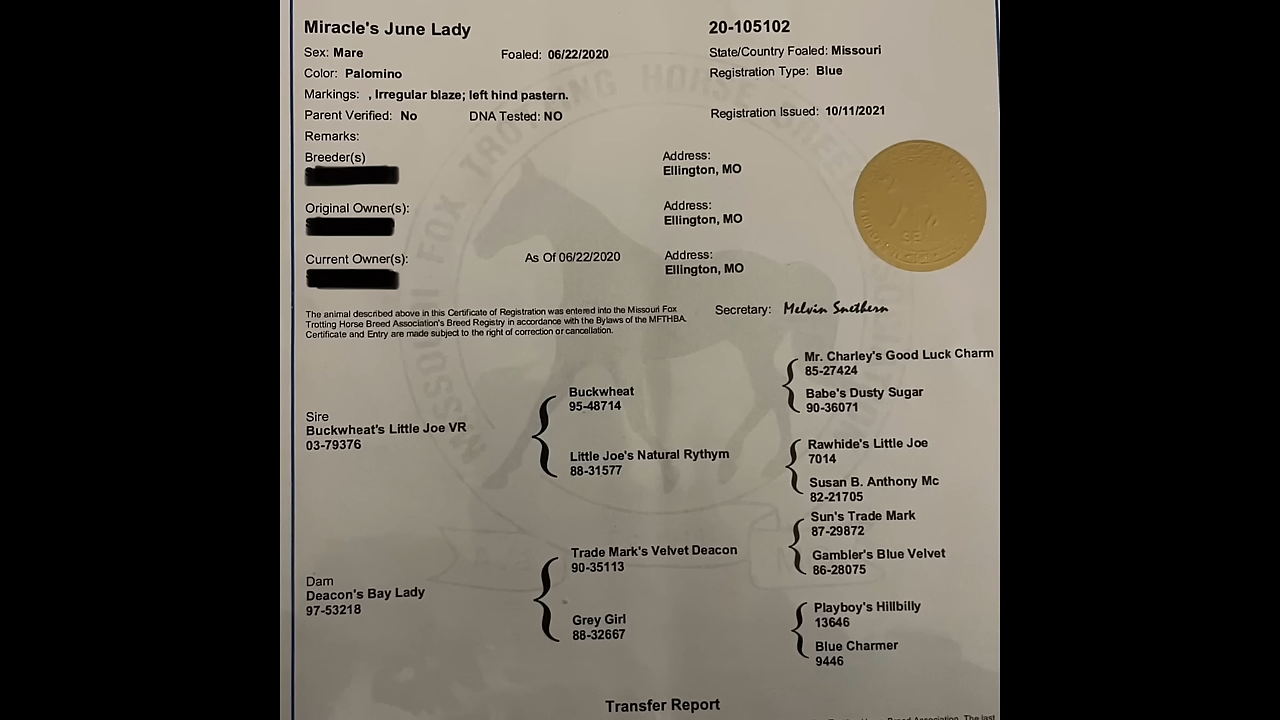 Miracle's June Lady 20-105102
Sex: Mare Foaled: 06/22/2020 State/Country Foaled: Missouri
Color: Palomino Registration Type: Blue
Markings: , Irregular blaze; left hind pastern.
Parent Verified: No DNA Tested: NO Registration Issued: 10/11/2021
Remarks:
Breeder(s) Address:
Ellington, MO
Original Owner(s): Address:
Ellington, MO
Current Owner(s): As Of 06/22/2020 Address:
Ellington, MO
The animal described above in this Certificate of Registration was entered into the Missouri Fox
Trotting Horse Breed Association's Breed Registry in accordance with the Bylaws of the MFTHBA.
Certificate and Entry are made subject to the right of correction or cancellation.
Secretary: Melvin Snethern
Mr. Charley's Good Luck Charm
85-27424
Buckwheat
95-48714
Babe's Dusty Sugar
90-36071
Sire
Buckwheat's Little Joe VR
03-79376
Rawhide's Little Joe
7014
Little Joe's Natural Rythym
88-31577
Susan B. Anthony Mc
82-21705
Sun's Trade Mark
87-29872
Trade Mark's Velvet Deacon
90-35113
Gambler's Blue Velvet
86-28075
Dam
Deacon's Bay Lady
97-53218
Playboy's Hillbilly
13646
Grey Girl
88-32667
Blue Charmer
9446
Transfer Report
MISSOURI FOX TROTTING HORSE BREED